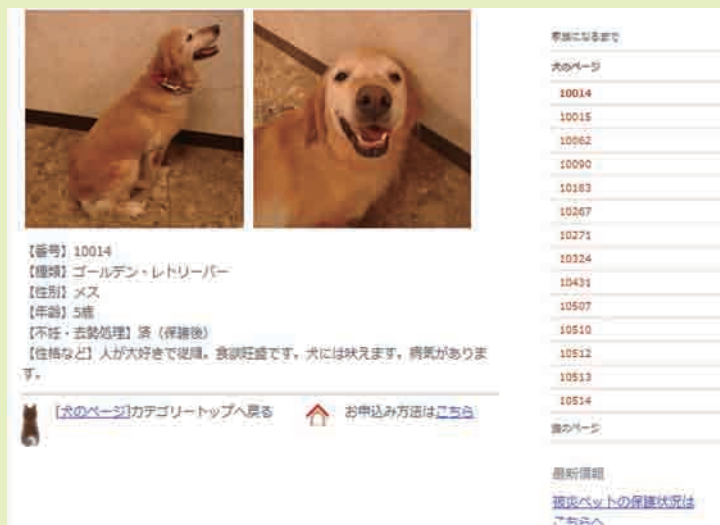 【番号】10014
【種類】ゴールデン・レトリーバー
【性別】メス
【年齢】5歳
【不妊・去勢処理】済（保護後）
【性格など】人が大好きで従順。食欲旺盛です。犬には吠えます。病気がありま
す。
[犬のページ]カテゴリートップへ戻る
お申込み方法はこちら
家族になるまで
犬のページ
10014
10015
10062
10090
10183
10267
10271
10324
10431
10507
10510
10512
10513
10514
猫のページ
最新情報
被災ペットの保護状況は
こちらへ